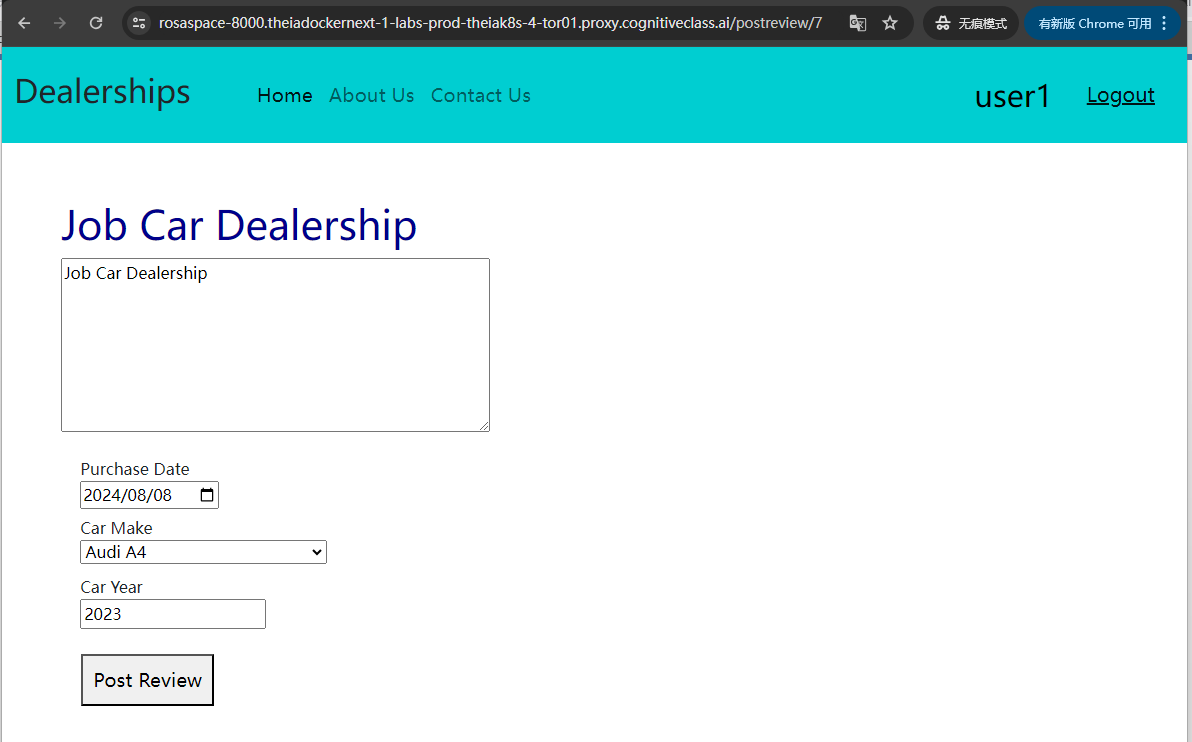 rosaspace-8000.theiadockernext-1-labs-prod-theiak8s-4-tor01.proxy.cognitiveclass.ai/postreview/7 无痕模式 有新版 Chrome 可用
Dealerships Home About Us Contact Us user1 Logout
Job Car Dealership
Job Car Dealership
Purchase Date
2024/08/08
Car Make
Audi A4
Car Year
2023
Post Review